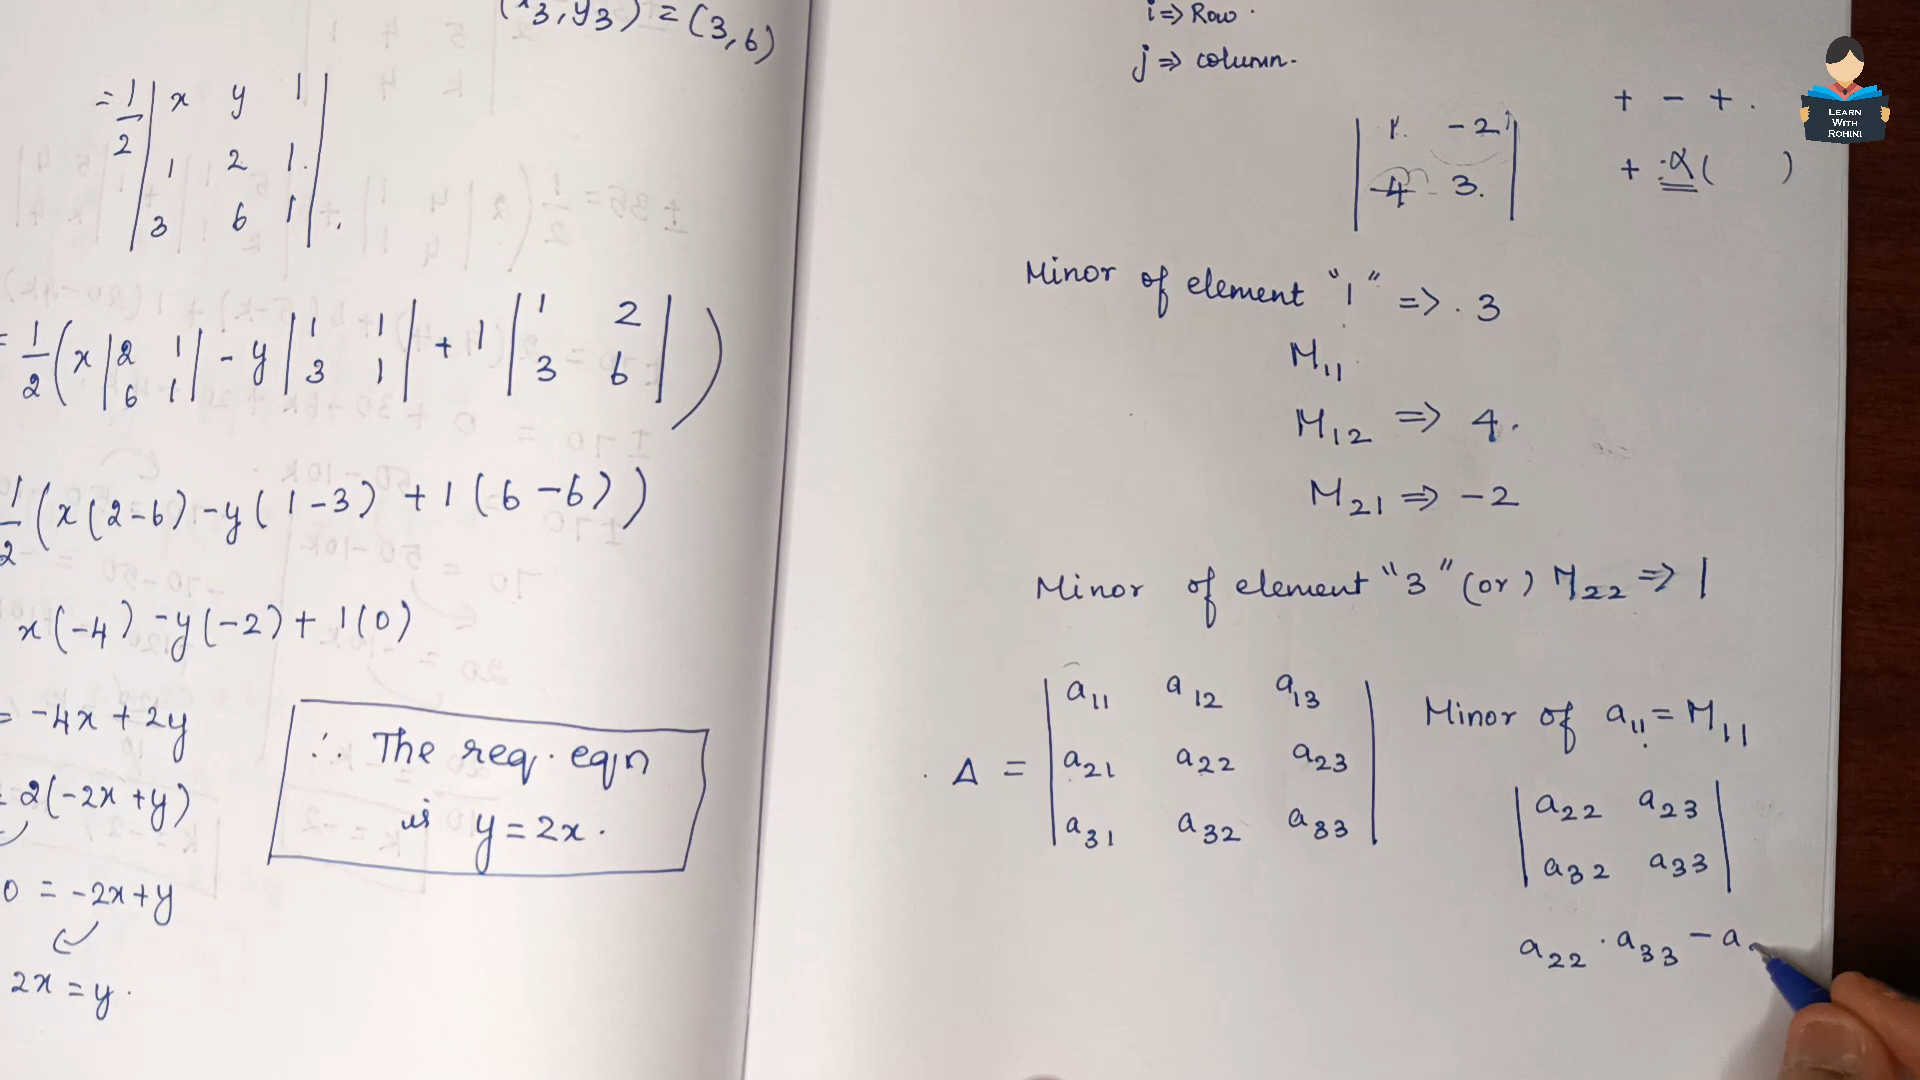 (x3, y3) = (3, 6)
= 1/2 | x y 1 |
| 1 2 1. |
| 3 6 1 | .
= 1/2 ( x | 2 1 | - y | 1 1 | + 1 | 1 2 | )
| 6 1 | | 3 1 | | 3 6 |
1/2 ( x (2-6) - y (1-3) + 1 (6-6) )
x (-4) - y (-2) + 1 (0)
= -4x + 2y
2 (-2x + y)
0 = -2x + y
2x = y.
∴ The req. eqn
is y = 2x.
i ⇒ Row.
j ⇒ column.
| 1. -2 |
| 4 3. |
+ - + .
+
Minor of element "1" ⇒ . 3
M11
M12 ⇒ 4.
M21 ⇒ -2
Minor of element "3" (or) M22 ⇒ 1
Δ = | a11 a12 a13 |
| a21 a22 a23 |
| a31 a32 a33 |
Minor of a11 = M11
| a22 a23 |
| a32 a33 |
a22 . a33 - a
LEARN
WITH
ROHINI